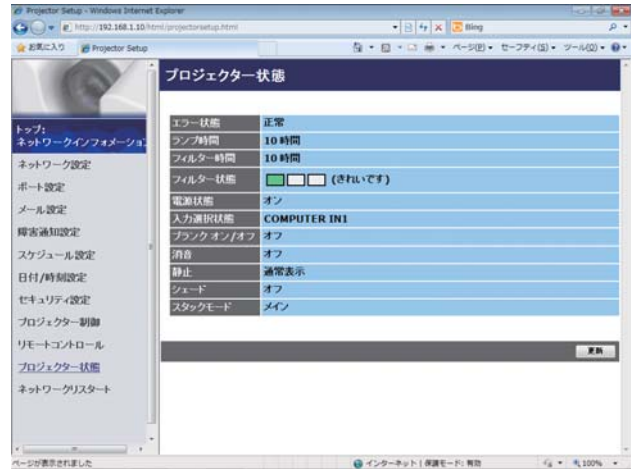 Projector Setup - Windows Internet Explorer
http://192.168.1.10/html/projectorsetup.html
Bing
お気に入り
Projector Setup
ページ(P)
セーフティ(S)
ツール(O)
プロジェクター状態
トップ:
ネットワークインフォメーション
ネットワーク設定
ポート設定
メール設定
障害通知設定
スケジュール設定
日付/時刻設定
セキュリティ設定
プロジェクター制御
リモートコントロール
プロジェクター状態
ネットワークリスタート
エラー状態 正常
ランプ時間 10 時間
フィルター時間 10 時間
フィルター状態 (きれいです)
電源状態 オン
入力選択状態 COMPUTER IN1
ブランク オン/オフ オフ
消音 オフ
静止 通常表示
シェード オフ
スタックモード メイン
更新
ページが表示されました
インターネット | 保護モード: 有効
100%